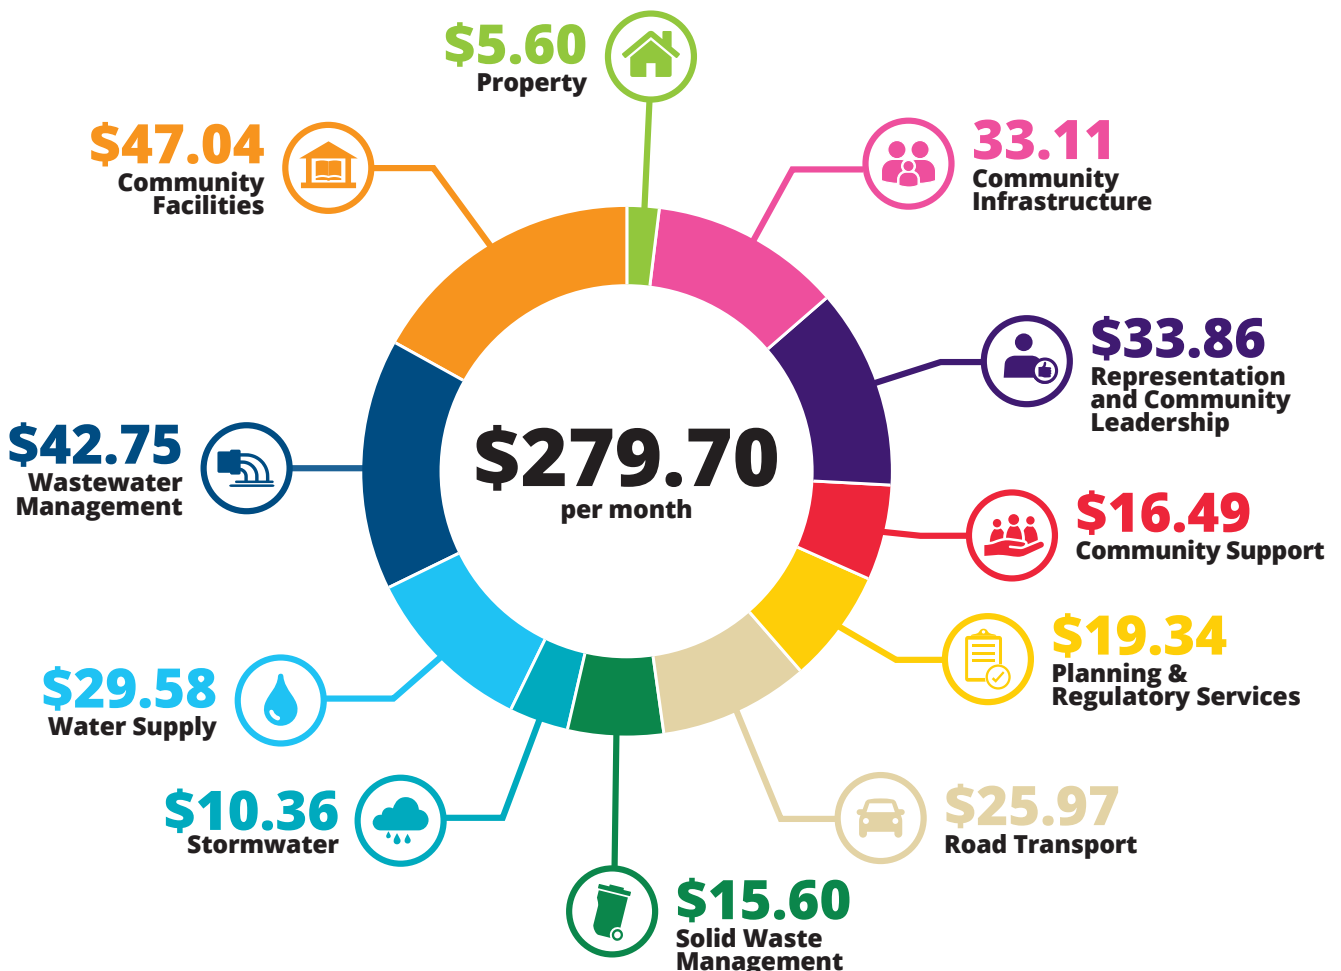 $5.60
Property
$47.04
Community
Facilities
33.11
Community
Infrastructure
$33.86
Representation
and Community
Leadership
$279.70
per month
$42.75
Wastewater
Management
$16.49
Community Support
$19.34
Planning &
Regulatory Services
$29.58
Water Supply
$10.36
Stormwater
$25.97
Road Transport
$15.60
Solid Waste
Management